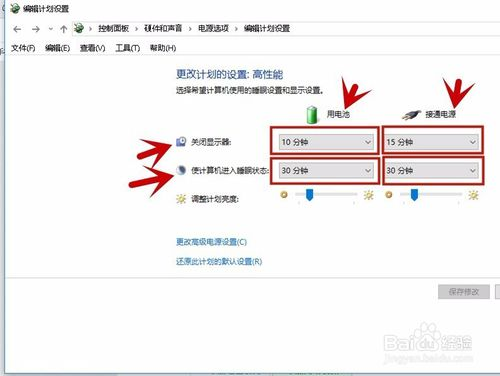 编辑计划设置
控制面板 > 硬件和声音 > 电源选项 > 编辑计划设置
文件(F) 编辑(E) 查看(V) 工具(T) 帮助(H)
更改计划的设置: 高性能
选择希望计算机使用的睡眠设置和显示设置。
用电池 接通电源
关闭显示器: 10 分钟 15 分钟
使计算机进入睡眠状态: 30 分钟 30 分钟
调整计划亮度:
更改高级电源设置(C)
还原此计划的默认设置(R)
保存修改
Baidu 经验
jingyan.baidu.com